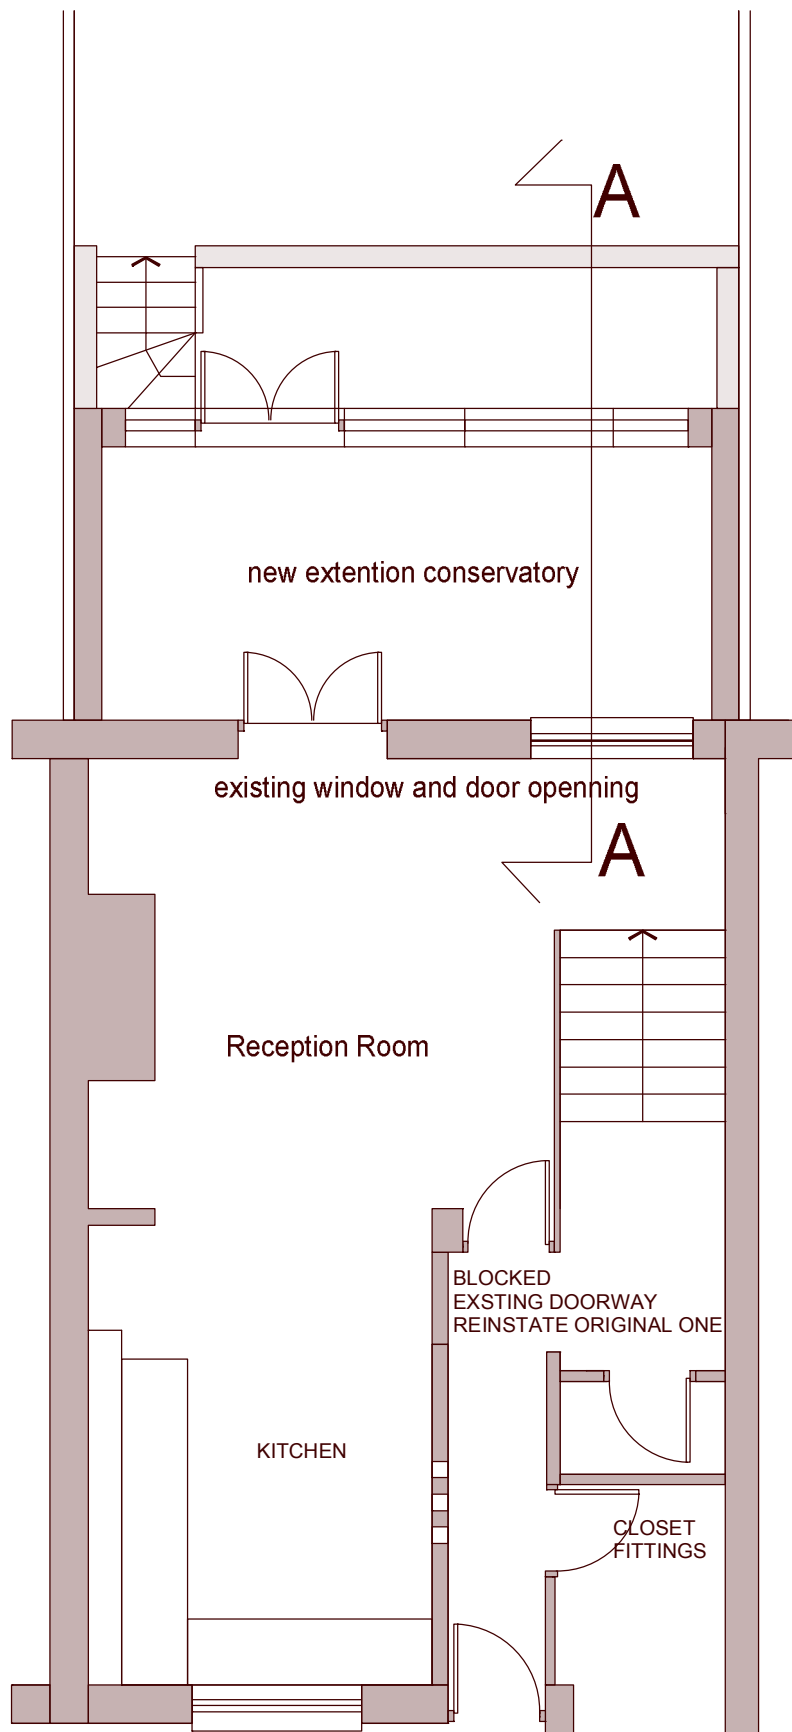 A
new extention conservatory
existing window and door openning
A
Reception Room
BLOCKED
EXSTING DOORWAY
REINSTATE ORIGINAL ONE
KITCHEN
CLOSET
FITTINGS